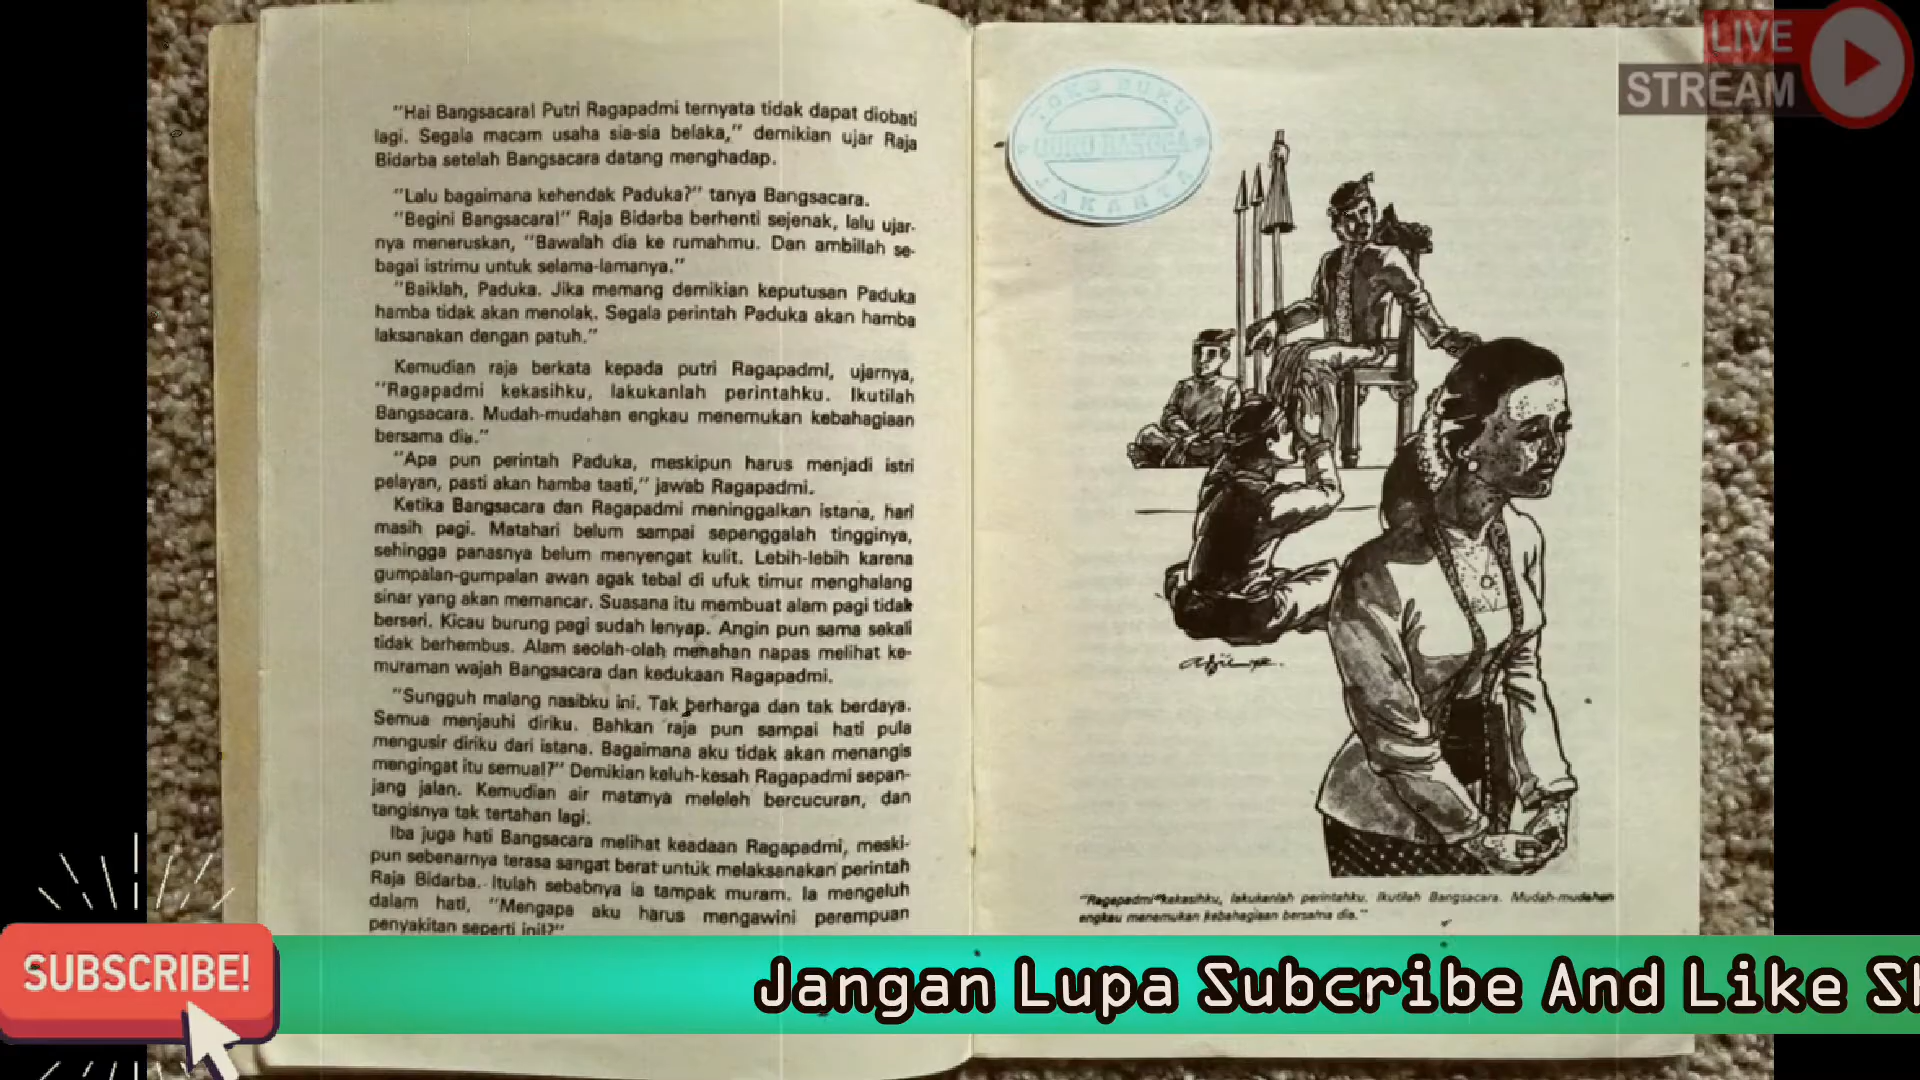 "Hai Bangsacara! Putri Ragapadmi ternyata tidak dapat diobati
lagi. Segala macam usaha sia-sia belaka," demikian ujar Raja
Bidarba setelah Bangsacara datang menghadap.
"Lalu bagaimana kehendak Paduka?" tanya Bangsacara.
"Begini Bangsacara!" Raja Bidarba berhenti sejenak, lalu ujar-
nya meneruskan, "Bawalah dia ke rumahmu. Dan ambillah se-
bagai istrimu untuk selama-lamanya."
"Baiklah, Paduka. Jika memang demikian keputusan Paduka
hamba tidak akan menolak. Segala perintah Paduka akan hamba
laksanakan dengan patuh."
Kemudian raja berkata kepada putri Ragapadmi, ujarnya,
"Ragapadmi kekasihku, lakukanlah perintahku. Ikutilah
Bangsacara. Mudah-mudahan engkau menemukan kebahagiaan
bersama dia."
"Apa pun perintah Paduka, meskipun harus menjadi istri
pelayan, pasti akan hamba taati," jawab Ragapadmi.
Ketika Bangsacara dan Ragapadmi meninggalkan istana, hari
masih pagi. Matahari belum sampai sepenggalah tingginya,
sehingga panasnya belum menyengat kulit. Lebih-lebih karena
gumpalan-gumpalan awan agak tebal di ufuk timur menghalang
sinar yang akan memancar. Suasana itu membuat alam pagi tidak
berseri. Kicau burung pagi sudah lenyap. Angin pun sama sekali
tidak berhembus. Alam seolah-olah menahan napas melihat ke-
muraman wajah Bangsacara dan kedukaan Ragapadmi.
"Sungguh malang nasibku ini. Tak berharga dan tak berdaya.
Semua menjauhi diriku. Bahkan raja pun sampai hati pula
mengusir diriku dari istana. Bagaimana aku tidak akan menangis
mengingat itu semua!?" Demikian keluh-kesah Ragapadmi sepan-
jang jalan. Kemudian air matanya meleleh bercucuran, dan
tangisnya tak tertahan lagi.
Iba juga hati Bangsacara melihat keadaan Ragapadmi, meski-
pun sebenarnya terasa sangat berat untuk melaksanakan perintah
Raja Bidarba. Itulah sebabnya ia tampak muram. Ia mengeluh
dalam hati, "Mengapa aku harus mengawini perempuan
penyakitan seperti ini!?"
TOKO BUKU
JAKARTA
"Ragapadmi kekasihku, lakukanlah perintahku. Ikutilah Bangsacara. Mudah-mudahan
engkau menemukan kebahagiaan bersama dia."
LIVE
STREAM
SUBSCRIBE!
Jangan Lupa Subcribe And Like Sh